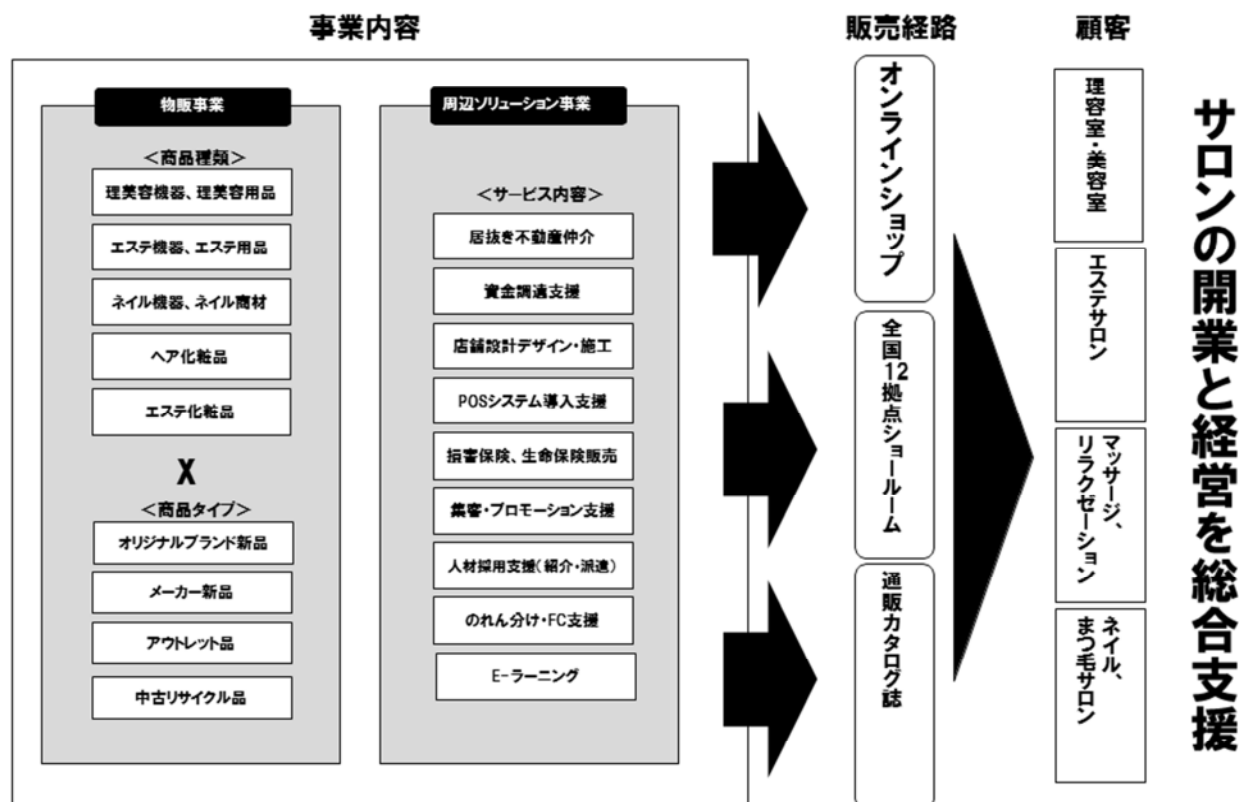 事業内容
販売経路
顧客
物販事業
＜商品種類＞
理美容機器、理美容用品
エステ機器、エステ用品
ネイル機器、ネイル商材
ヘア化粧品
エステ化粧品
X
＜商品タイプ＞
オリジナルブランド新品
メーカー新品
アウトレット品
中古リサイクル品
周辺ソリューション事業
＜サービス内容＞
居抜き不動産仲介
資金調達支援
店舗設計デザイン・施工
POSシステム導入支援
損害保険、生命保険販売
集客・プロモーション支援
人材採用支援（紹介・派遣）
のれん分け・FC支援
E-ラーニング
オンラインショップ
全国12拠点ショールーム
通販カタログ誌
理容室・美容室
エステサロン
マッサージ、
リラクゼーション
ネイル、
まつ毛サロン
サロンの開業と経営を総合支援